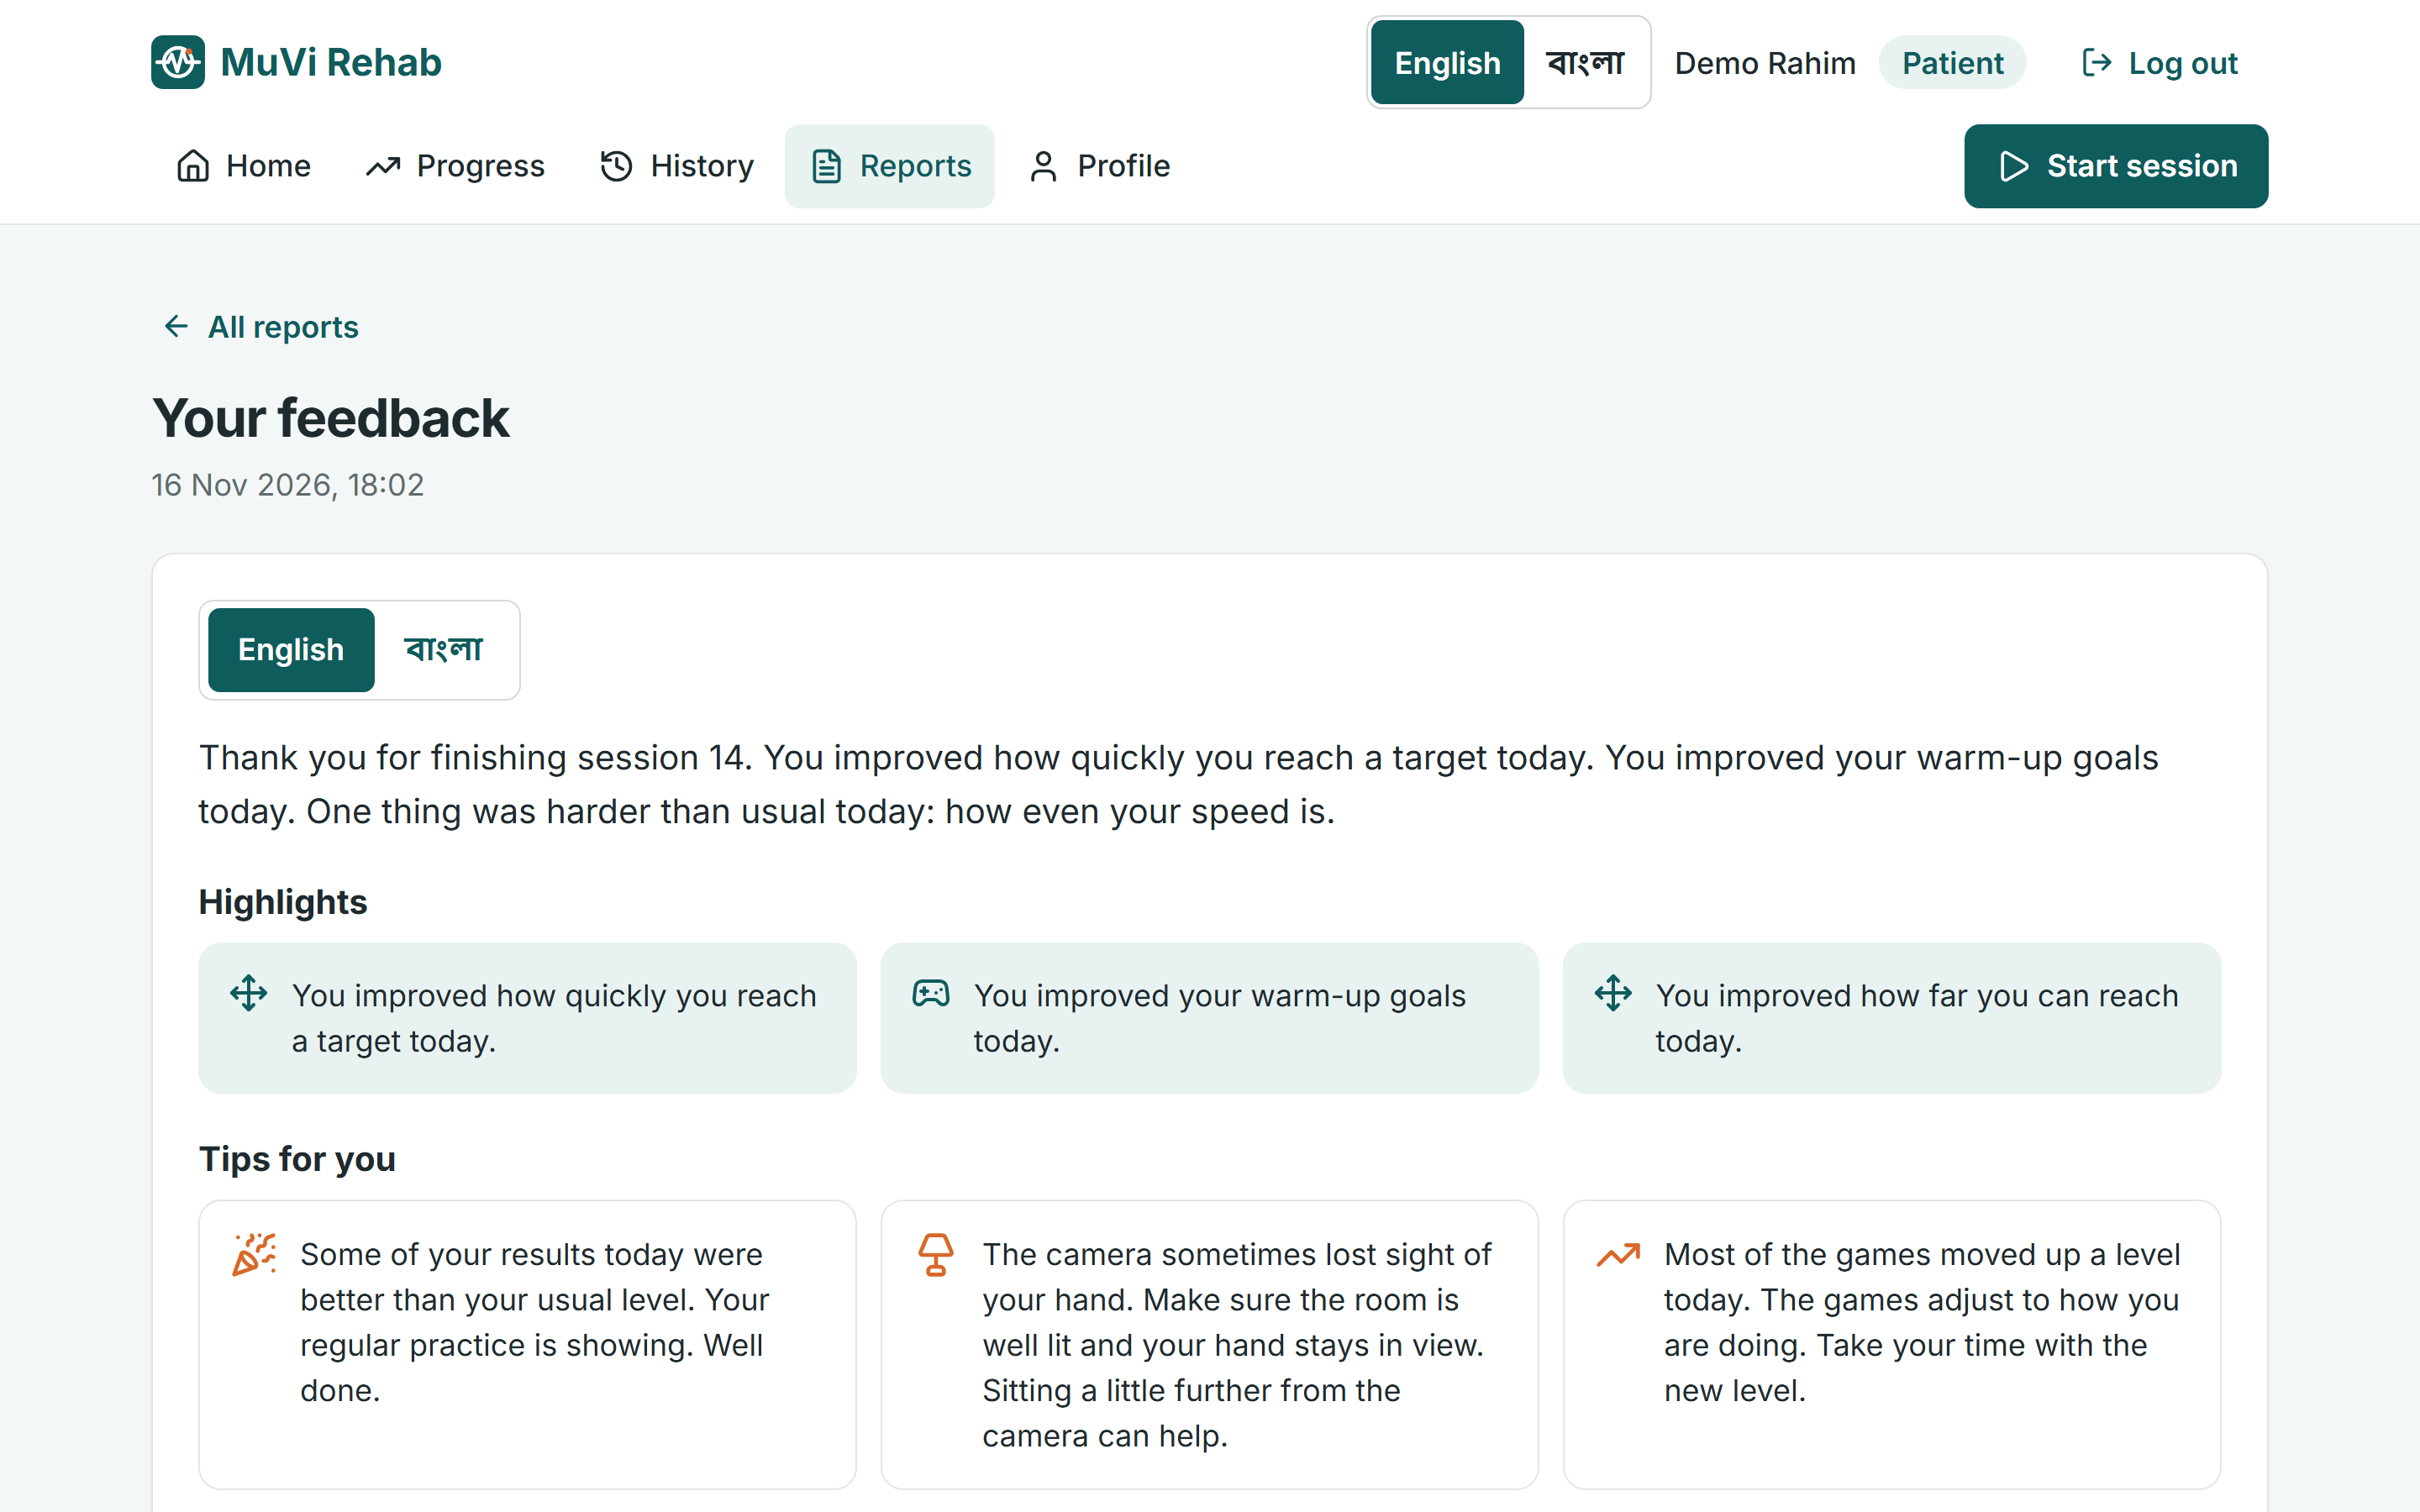 MuVi Rehab
English
বাংলা
Demo Rahim
Patient
Log out
Home
Progress
History
Reports
Profile
Start session
All reports
Your feedback
16 Nov 2026, 18:02
English
বাংলা
Thank you for finishing session 14. You improved how quickly you reach a target today. You improved your warm-up goals
today. One thing was harder than usual today: how even your speed is.
Highlights
You improved how quickly you reach
a target today.
You improved your warm-up goals
today.
You improved how far you can reach
today.
Tips for you
Some of your results today were
better than your usual level. Your
regular practice is showing. Well
done.
The camera sometimes lost sight of
your hand. Make sure the room is
well lit and your hand stays in view.
Sitting a little further from the
camera can help.
Most of the games moved up a level
today. The games adjust to how you
are doing. Take your time with the
new level.